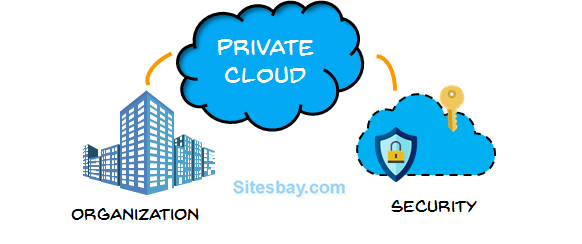 PRIVATE
CLOUD
Sitesbay.com
ORGANIZATION
SECURITY